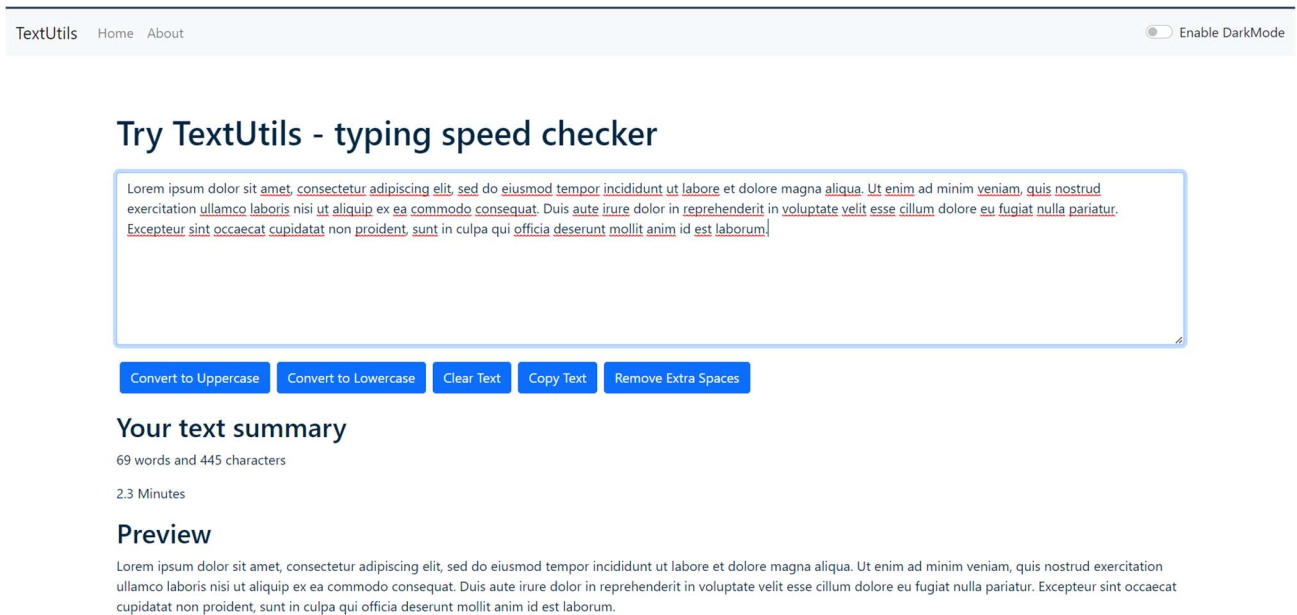 TextUtils Home About Enable DarkMode
Try TextUtils - typing speed checker
Lorem ipsum dolor sit amet, consectetur adipiscing elit, sed do eiusmod tempor incididunt ut labore et dolore magna aliqua. Ut enim ad minim veniam, quis nostrud
exercitation ullamco laboris nisi ut aliquip ex ea commodo consequat. Duis aute irure dolor in reprehenderit in voluptate velit esse cillum dolore eu fugiat nulla pariatur.
Excepteur sint occaecat cupidatat non proident, sunt in culpa qui officia deserunt mollit anim id est laborum.
Convert to Uppercase Convert to Lowercase Clear Text Copy Text Remove Extra Spaces
Your text summary
69 words and 445 characters
2.3 Minutes
Preview
Lorem ipsum dolor sit amet, consectetur adipiscing elit, sed do eiusmod tempor incididunt ut labore et dolore magna aliqua. Ut enim ad minim veniam, quis nostrud exercitation
ullamco laboris nisi ut aliquip ex ea commodo consequat. Duis aute irure dolor in reprehenderit in voluptate velit esse cillum dolore eu fugiat nulla pariatur. Excepteur sint occaecat
cupidatat non proident, sunt in culpa qui officia deserunt mollit anim id est laborum.